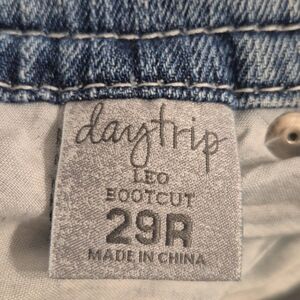 daytrip
LEO
BOOTCUT
29R
MADE IN CHINA